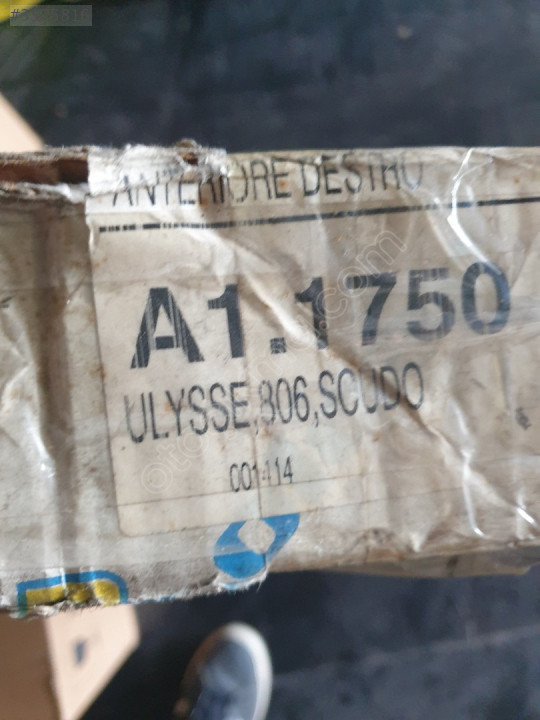 ANTERIORE DESTRO
A1.1750
ULYSSE,806,SCUDO
001414